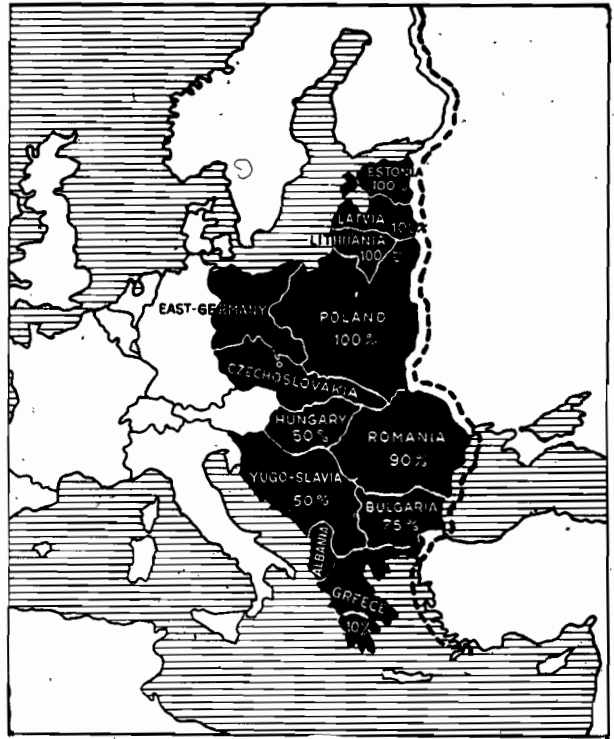 ESTONIA
100%
LATVIA 100%
LITHUANIA
100%
EAST-GERMANY
POLAND
100%
CZECHOSLOVAKIA
HUNGARY
50%
ROMANIA
90%
YUGO-SLAVIA
50%
BULGARIA
75%
ALBANIA
GREECE
10%